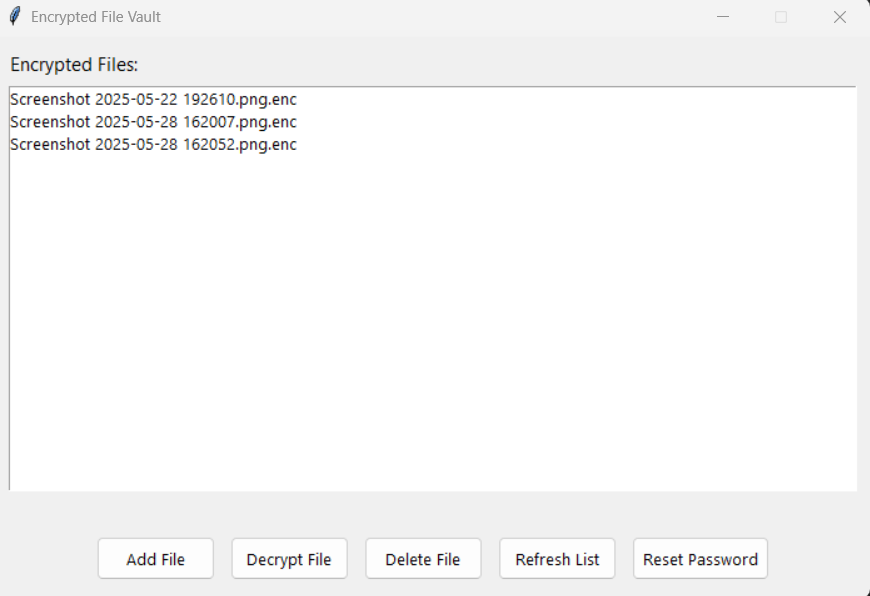 Encrypted File Vault
Encrypted Files:
Screenshot 2025-05-22 192610.png.enc
Screenshot 2025-05-28 162007.png.enc
Screenshot 2025-05-28 162052.png.enc
Add File Decrypt File Delete File Refresh List Reset Password